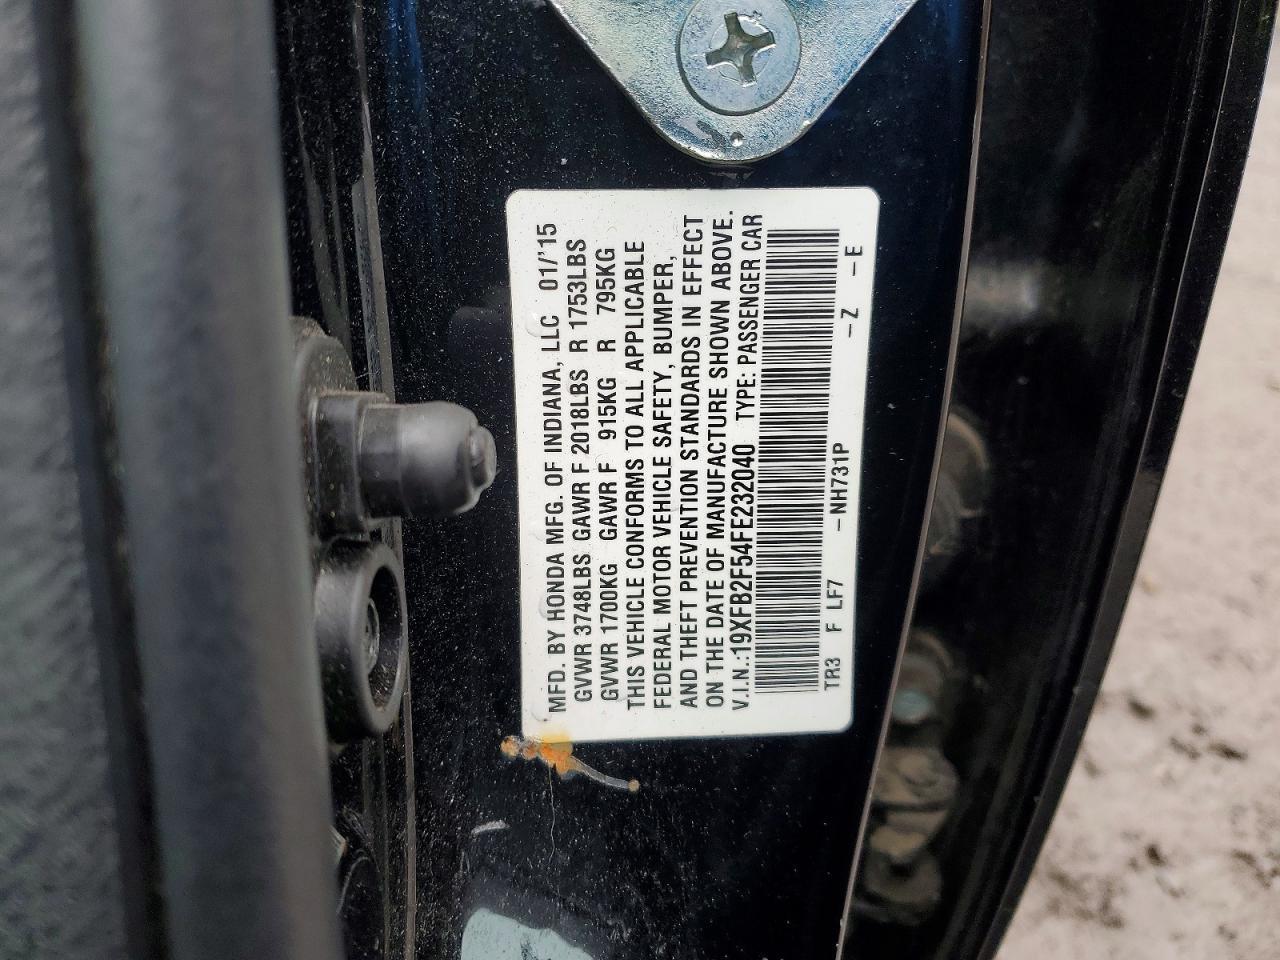 MFD. BY HONDA MFG. OF INDIANA, LLC 01/'15
GVWR 3748LBS GAWR F 2018LBS R 1753LBS
GVWR 1700KG GAWR F 915KG R 795KG
THIS VEHICLE CONFORMS TO ALL APPLICABLE
FEDERAL MOTOR VEHICLE SAFETY, BUMPER,
AND THEFT PREVENTION STANDARDS IN EFFECT
ON THE DATE OF MANUFACTURE SHOWN ABOVE.
V.I.N.:19XFB2F54FE232040 TYPE: PASSENGER CAR
TR3 F LF7 -NH731P -Z -E